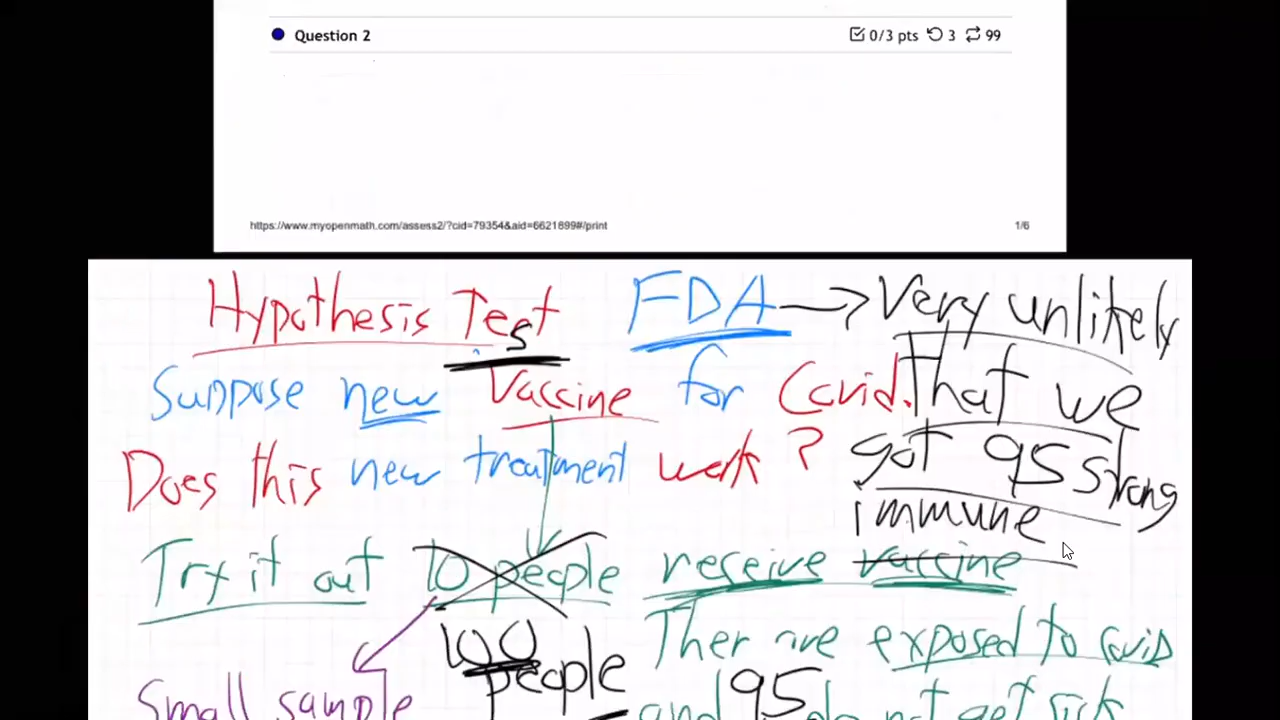 Question 2 0/3 pts 3 99
https://www.myopenmath.com/assess2/?cid=79354&aid=6621899#/print 1/6
Hypothesis Test FDA → Very unlikely
s
Suppose new Vaccine for Covid. That we
got 95 strong
Does this new treatment work ?
immune
Try it out 10 people receive vaccine
100 Ther are exposed to Covid
people
Small sample and 95 do not get sick